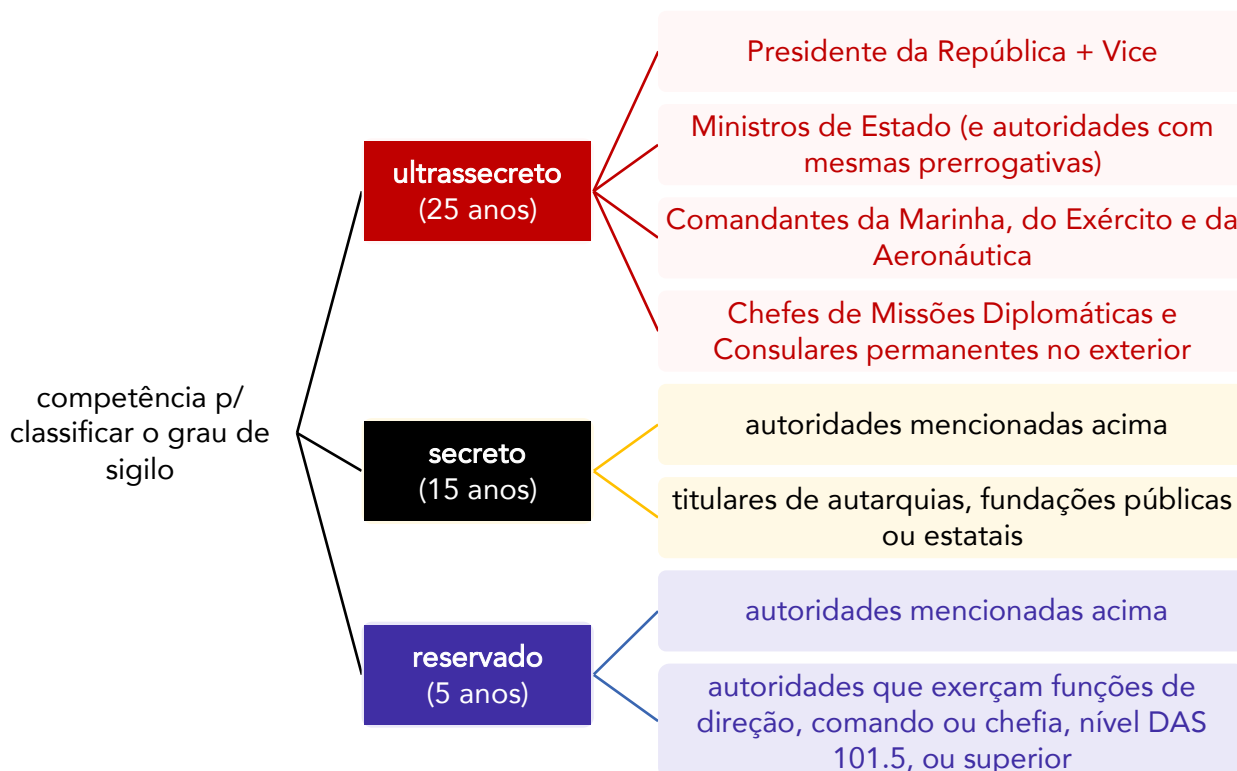 competência p/
classificar o grau de
sigilo
ultrassecreto
(25 anos)
Presidente da República + Vice
Ministros de Estado (e autoridades com
mesmas prerrogativas)
Comandantes da Marinha, do Exército e da
Aeronáutica
Chefes de Missões Diplomáticas e
Consulares permanentes no exterior
secreto
(15 anos)
autoridades mencionadas acima
titulares de autarquias, fundações públicas
ou estatais
reservado
(5 anos)
autoridades mencionadas acima
autoridades que exerçam funções de
direção, comando ou chefia, nível DAS
101.5, ou superior